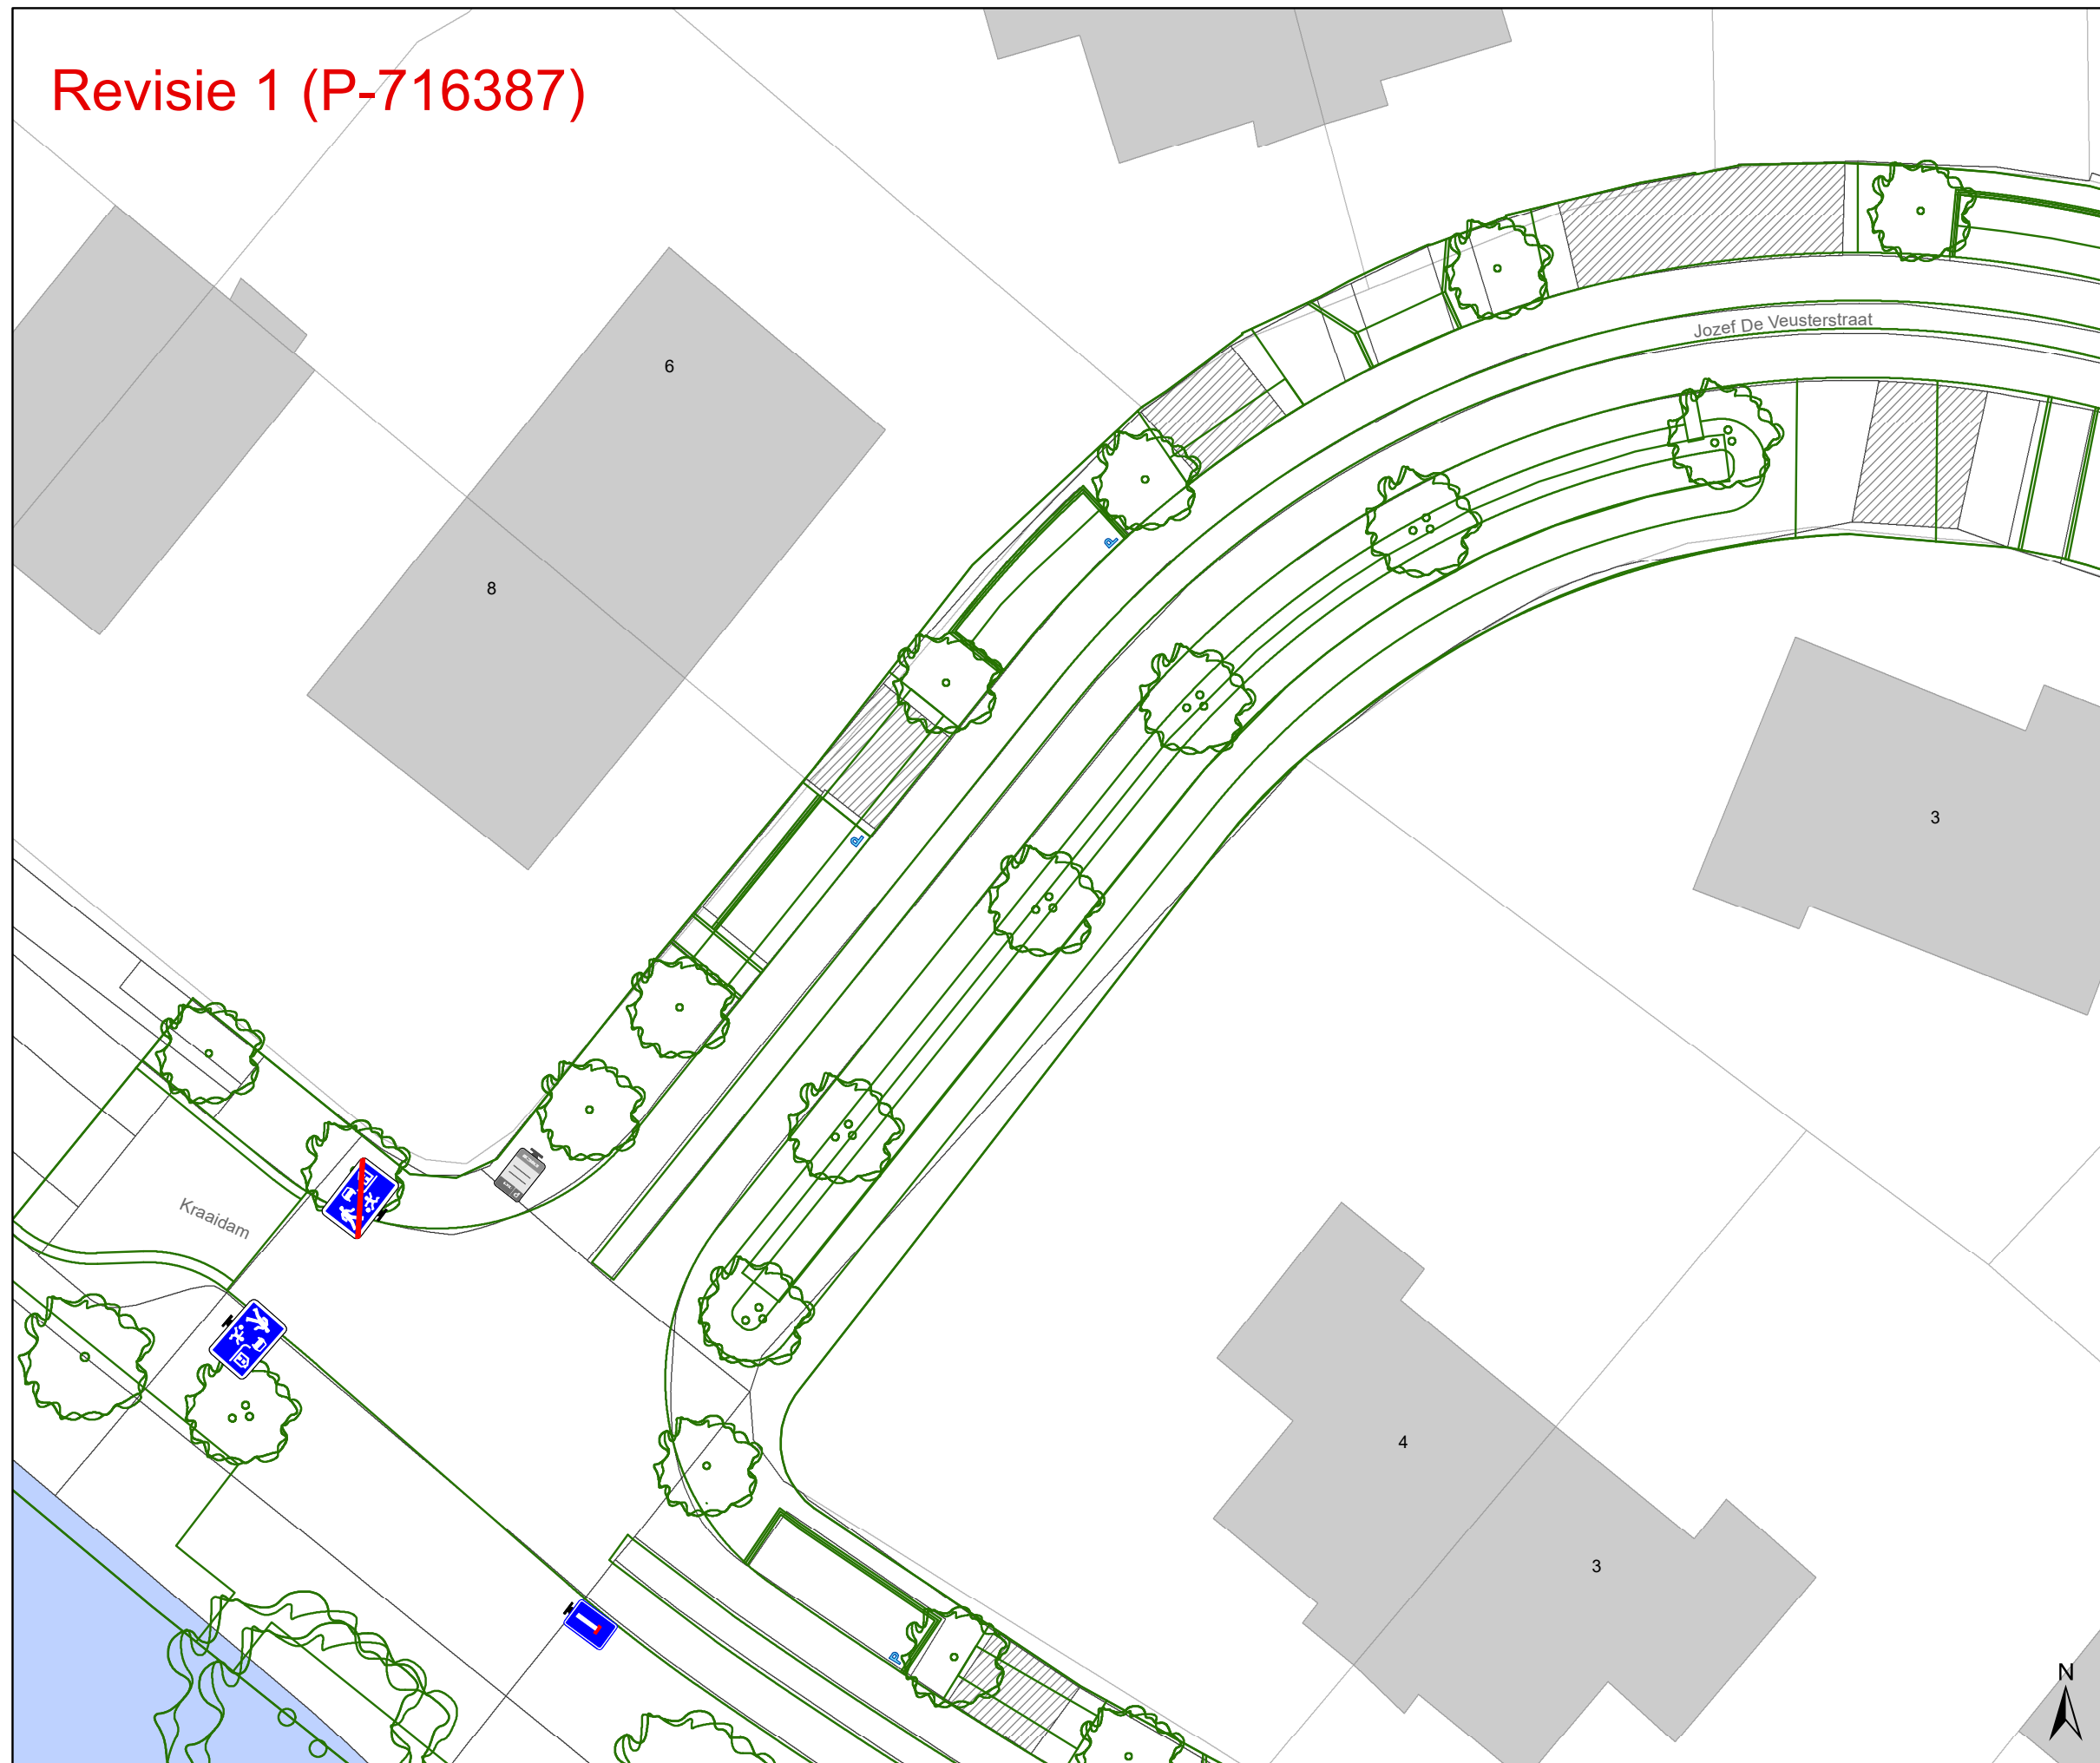 Revisie 1 (P-716387)
Jozef De Veusterstraat
6
8
P
3
P
Kraaidam
4
3
P
N